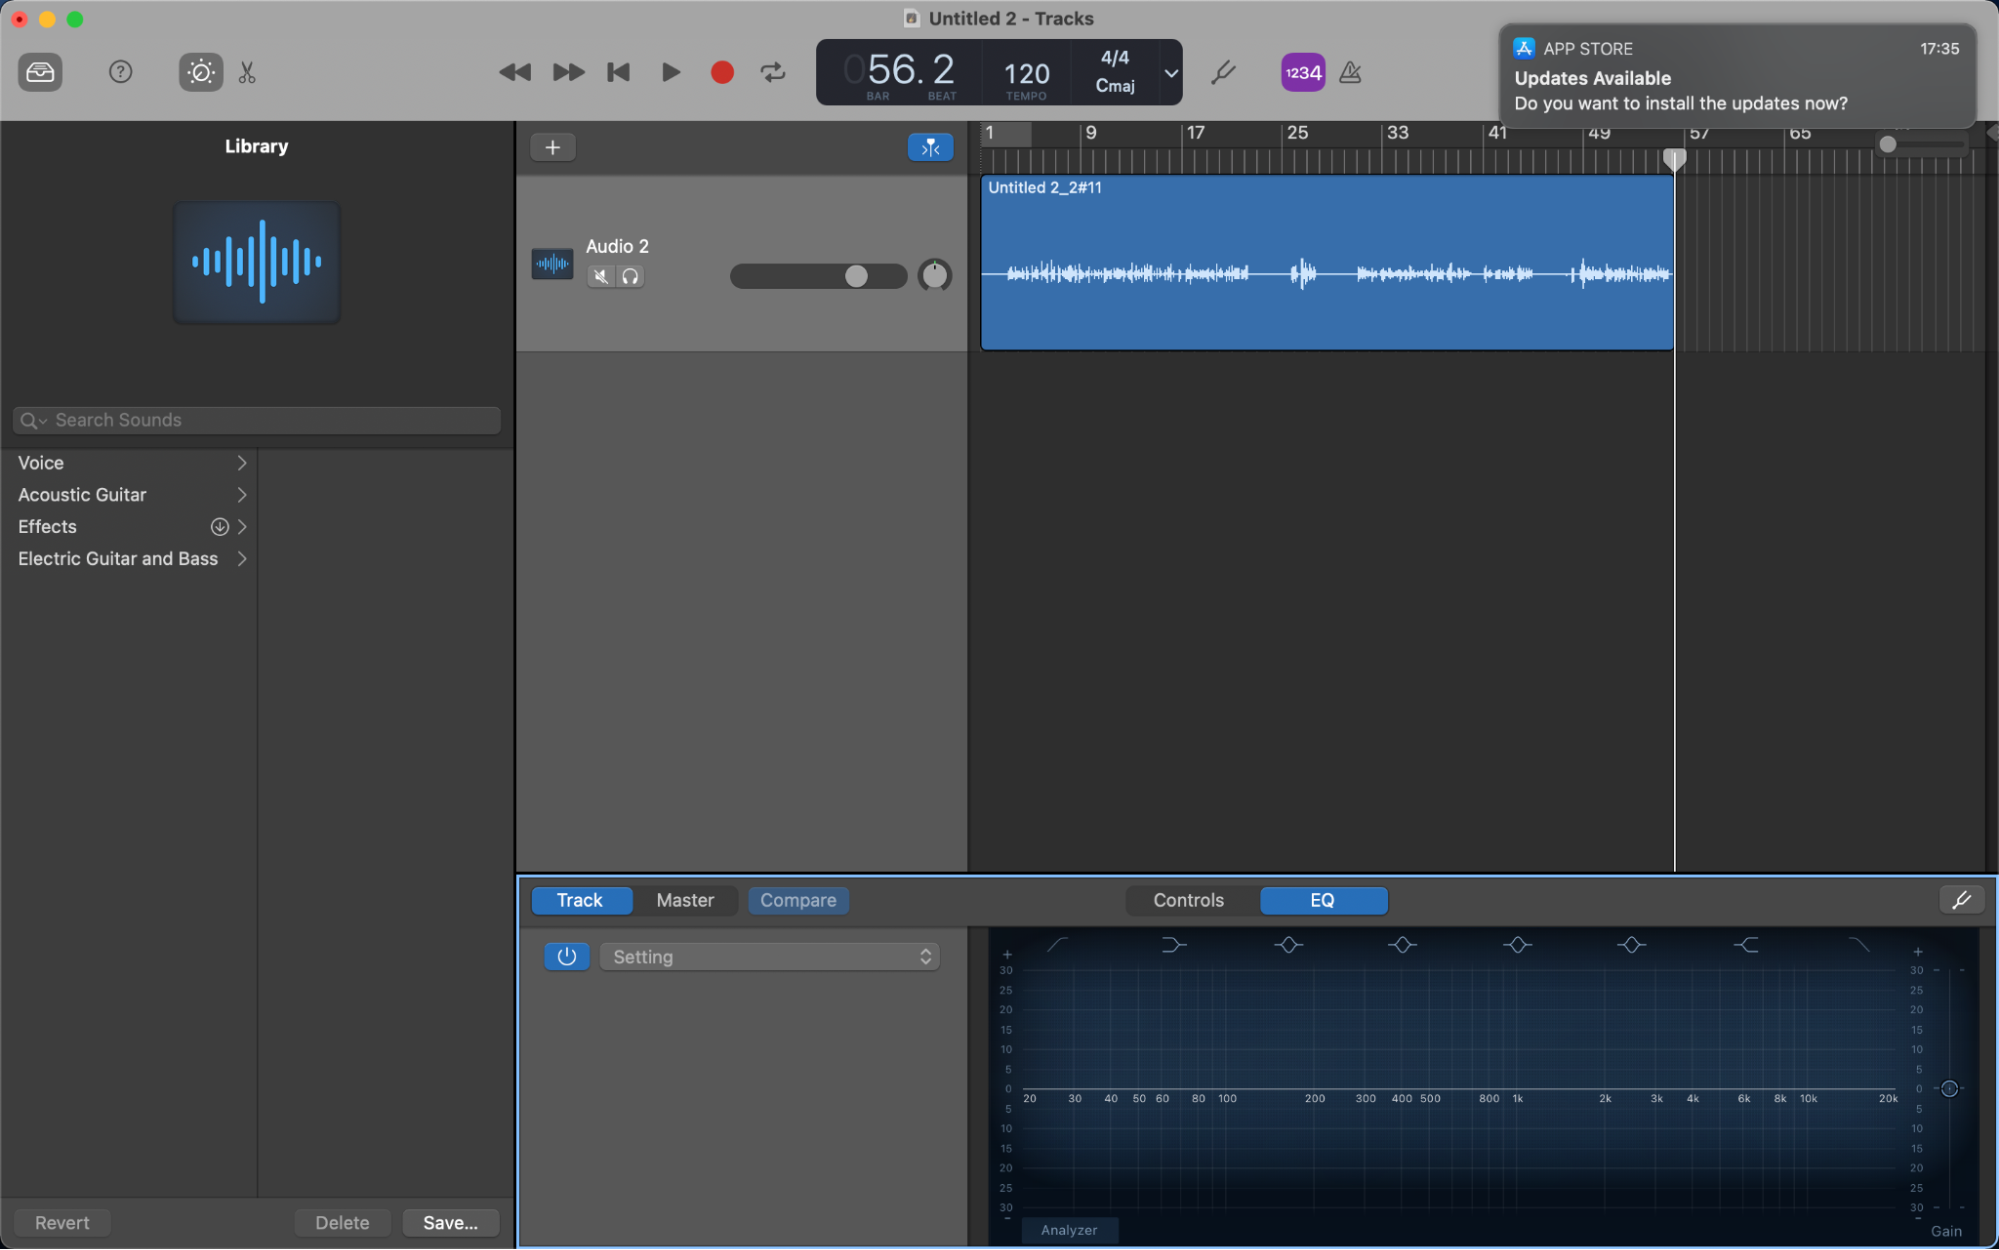 Untitled 2 - Tracks
056. 2
BAR
BEAT
120
TEMPO
4/4
Cmaj
1234
APP STORE
17:35
Updates Available
Do you want to install the updates now?
Library
1
9
17
25
33
41
49
57
65
Untitled 2_2#11
Audio 2
Search Sounds
Voice
Acoustic Guitar
Effects
Electric Guitar and Bass
Track
Master
Compare
Controls
EQ
Setting
+
30
25
20
15
10
5
0
5
10
15
20
25
30
-
20 30 40 50 60 80 100 200 300 400 500 800 1k 2k 3k 4k 6k 8k 10k 20k
+
30
25
20
15
10
5
0
5
10
15
20
25
30
-
Analyzer
Gain
Revert
Delete
Save...